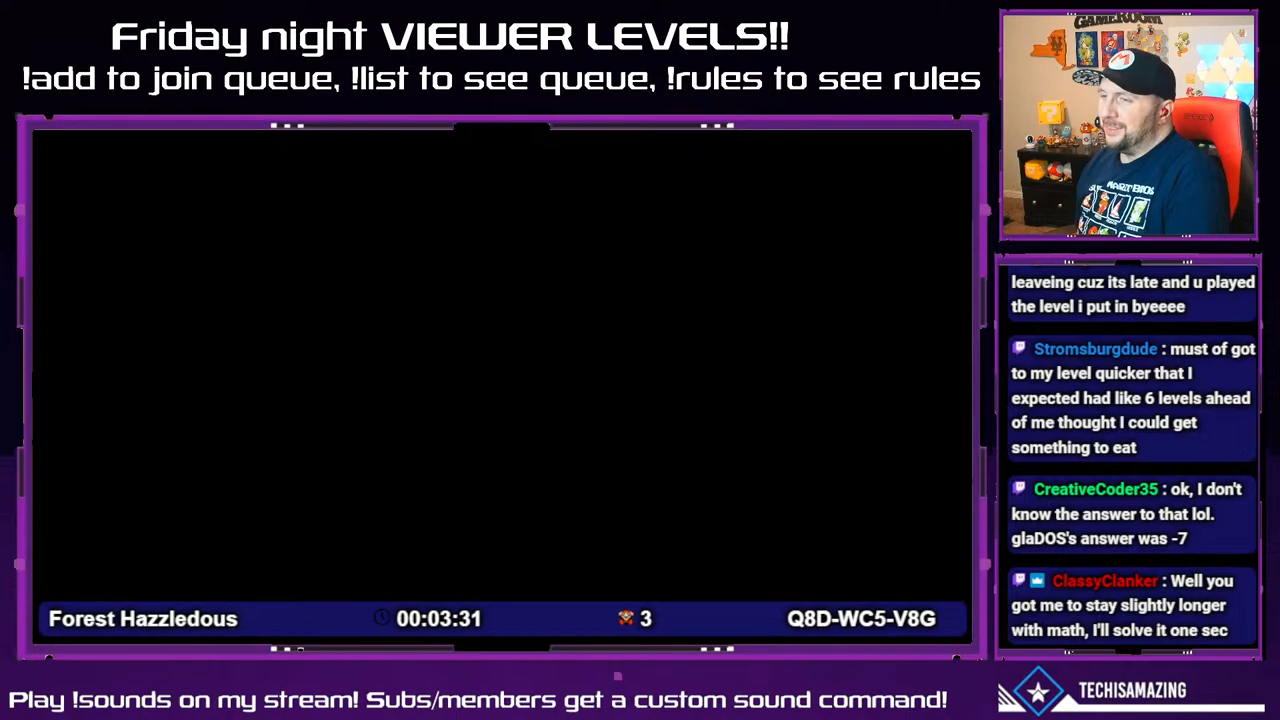 Friday night VIEWER LEVELS!!
!add to join queue, !list to see queue, !rules to see rules
GAMEROOM
MARIO BROS
leaveing cuz its late and u played
the level i put in byeeee
Stromsburgdude : must of got
to my level quicker that I
expected had like 6 levels ahead
of me thought I could get
something to eat
CreativeCoder35 : ok, I don't
know the answer to that lol.
glaDOS's answer was -7
ClassyClanker : Well you
got me to stay slightly longer
with math, I'll solve it one sec
Forest Hazzledous 00:03:31 3 Q8D-WC5-V8G
Play !sounds on my stream! Subs/members get a custom sound command!
TECHISAMAZING